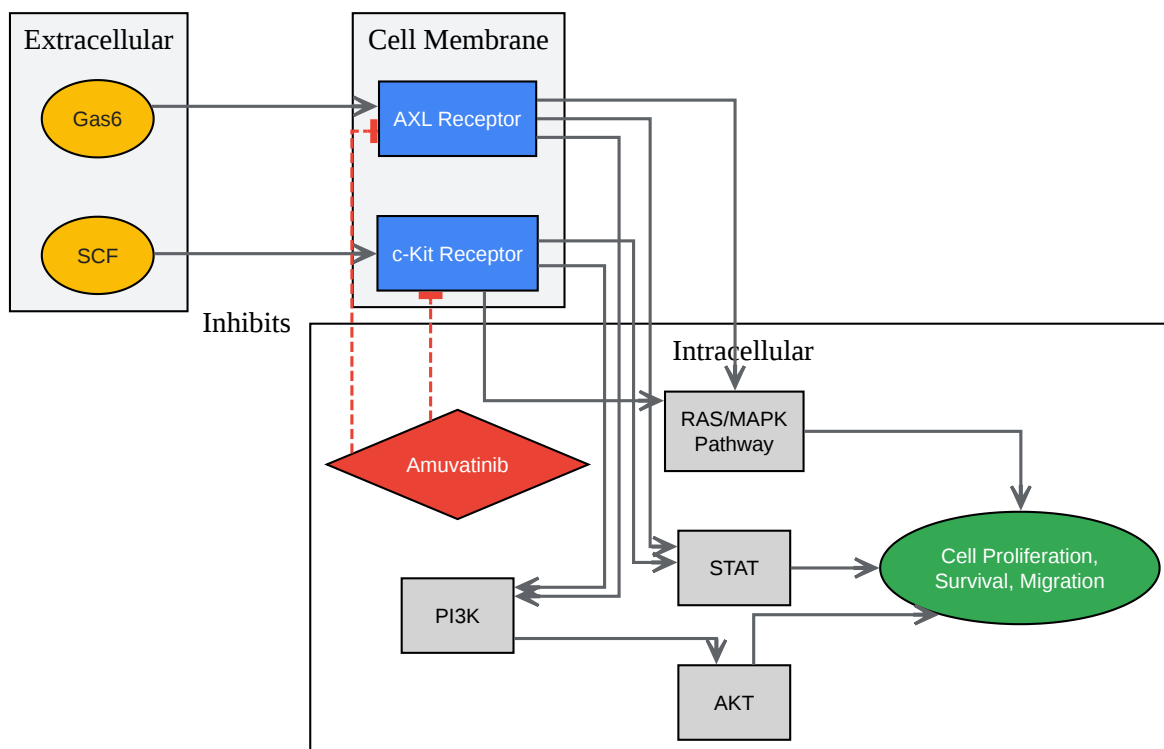 Extracellular
Cell Membrane
Gas6
AXL Receptor
SCF
c-Kit Receptor
Inhibits
Intracellular
RAS/MAPK
Pathway
Amuvatinib
STAT
Cell Proliferation,
Survival, Migration
PI3K
AKT